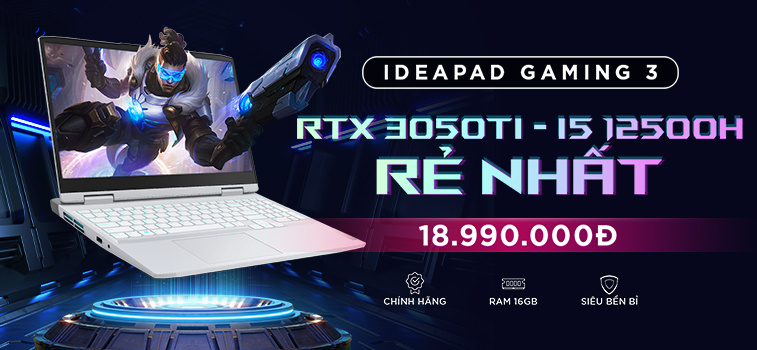 IDEAPAD GAMING 3
RTX 3050TI - I5 12500H
RẺ NHẤT
18.990.000Đ
CHÍNH HÃNG
RAM 16GB
SIÊU BỀN BỈ